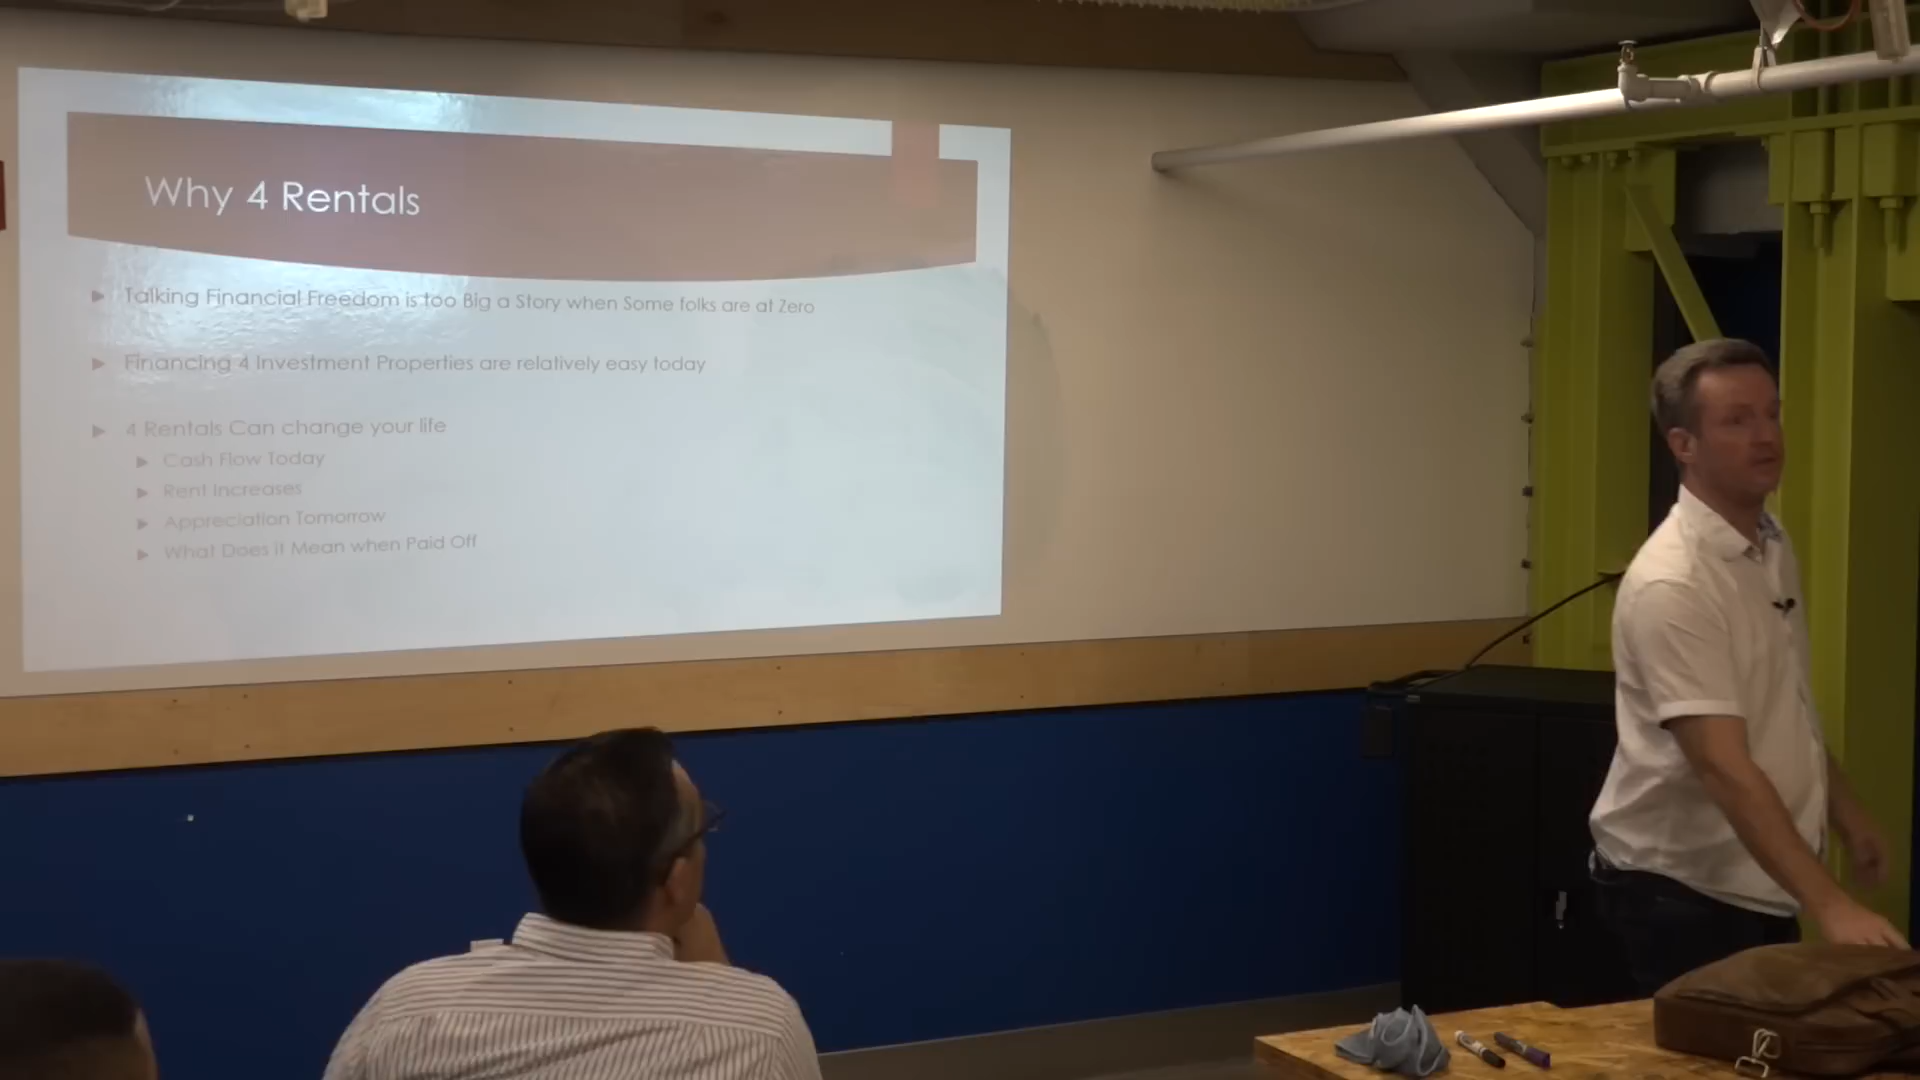 Why 4 Rentals
Talking Financial Freedom is too Big a Story when Some folks are at Zero
Financing 4 Investment Properties are relatively easy today
4 Rentals Can change your life
Cash Flow Today
Rent Increases
Appreciation Tomorrow
What Does it Mean when Paid Off